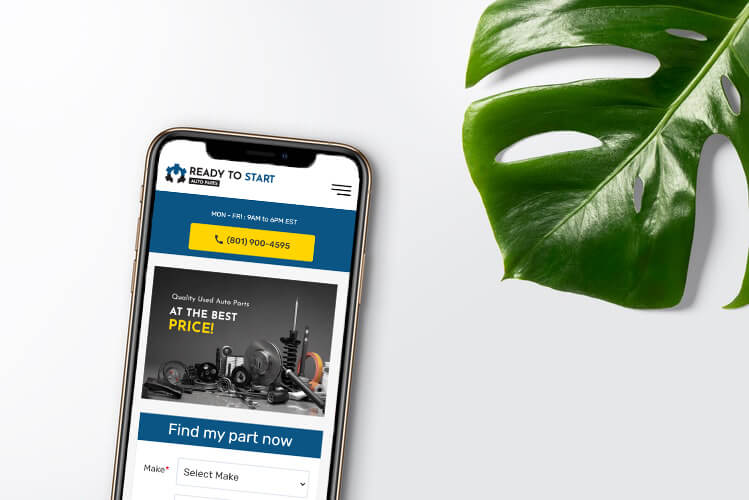 READY TO START
AUTO PARTS
MON - FRI : 9AM to 6PM EST
(801) 900-4595
Quality Used Auto Parts
AT THE BEST
PRICE!
Find my part now
Make*
Select Make